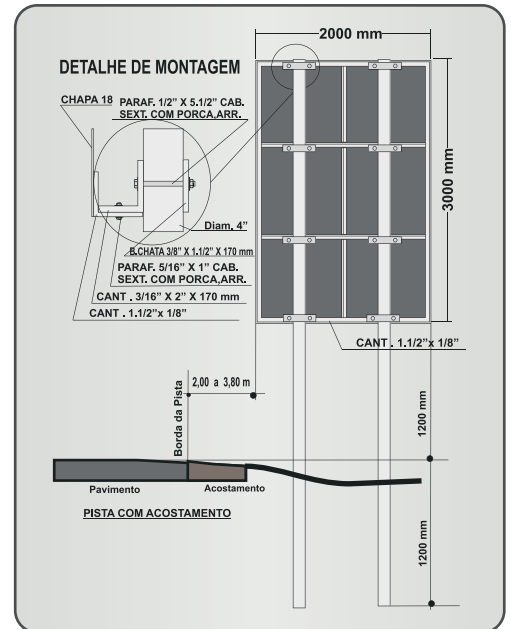 2000 mm
DETALHE DE MONTAGEM
CHAPA 18
PARAF. 1/2” X 5.1/2” CAB.
SEXT. COM PORCA,ARR.
3000 mm
Diam. 4”
B.CHATA 3/8” X 1.1/2” X 170 mm
PARAF. 5/16” X 1” CAB.
SEXT. COM PORCA,ARR.
CANT . 3/16” X 2” X 170 mm
CANT . 1.1/2”x 1/8”
CANT . 1.1/2”x 1/8”
Borda da Pista
2,00 a 3,80 m
1200 mm
Pavimento
Acostamento
PISTA COM ACOSTAMENTO
1200 mm